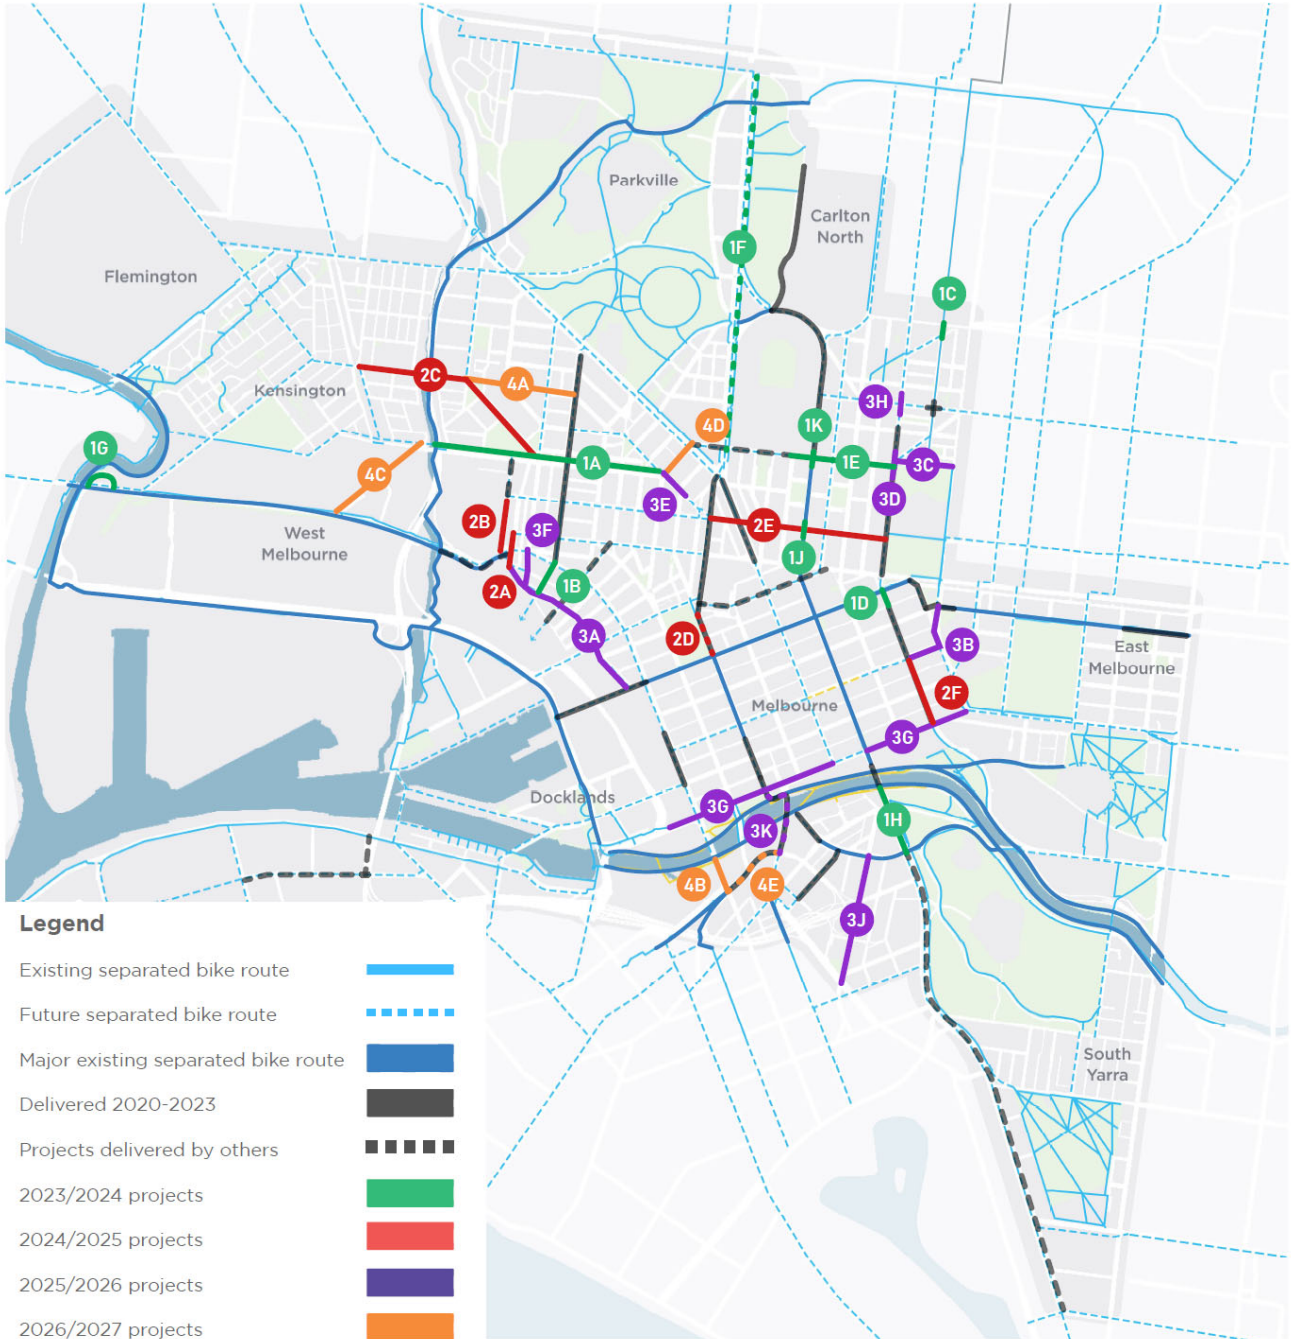 Parkville
Carlton
North
1F
Flemington
1C
2C
4A
Kensington
3H
4D
1K
1G
1A
1E
3C
4C
3E
3D
2B
3F
2E
West
Melbourne
1J
2A
1B
1D
3A
2D
3B
East
Melbourne
2F
Melbourne
3G
Docklands
3G
3K
1H
4B
4E
3J
Legend
Existing separated bike route
Future separated bike route
Major existing separated bike route
South
Yarra
Delivered 2020-2023
Projects delivered by others
2023/2024 projects
2024/2025 projects
2025/2026 projects
2026/2027 projects